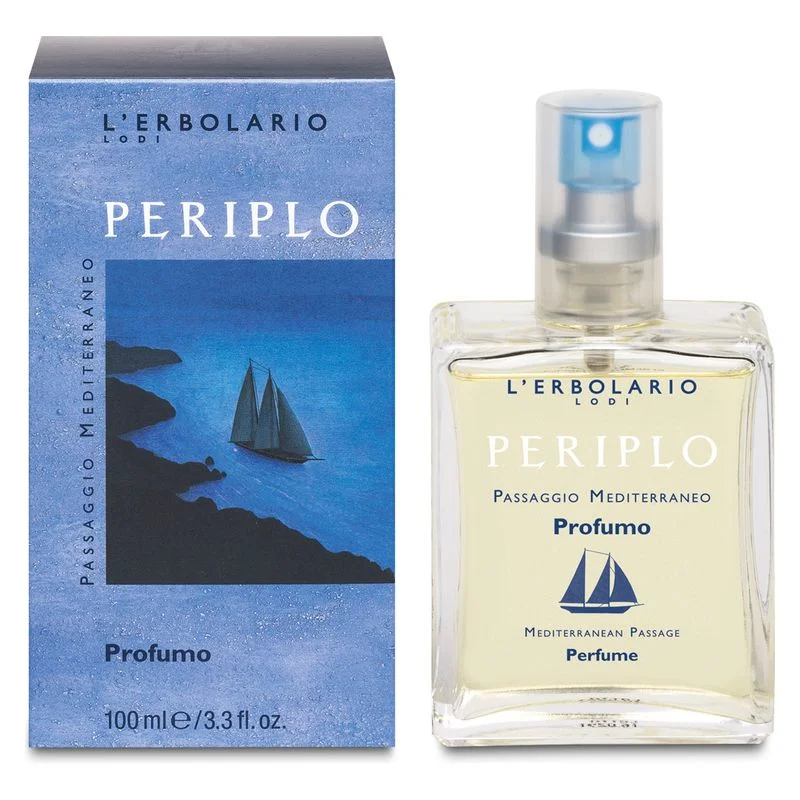 L'ERBOLARIO
LODI
PERIPLO
PASSAGGIO MEDITERRANEO
Profumo
100 ml ℮/3.3 fl. oz.
L'ERBOLARIO
LODI
PERIPLO
PASSAGGIO MEDITERRANEO
Profumo
MEDITERRANEAN PASSAGE
Perfume